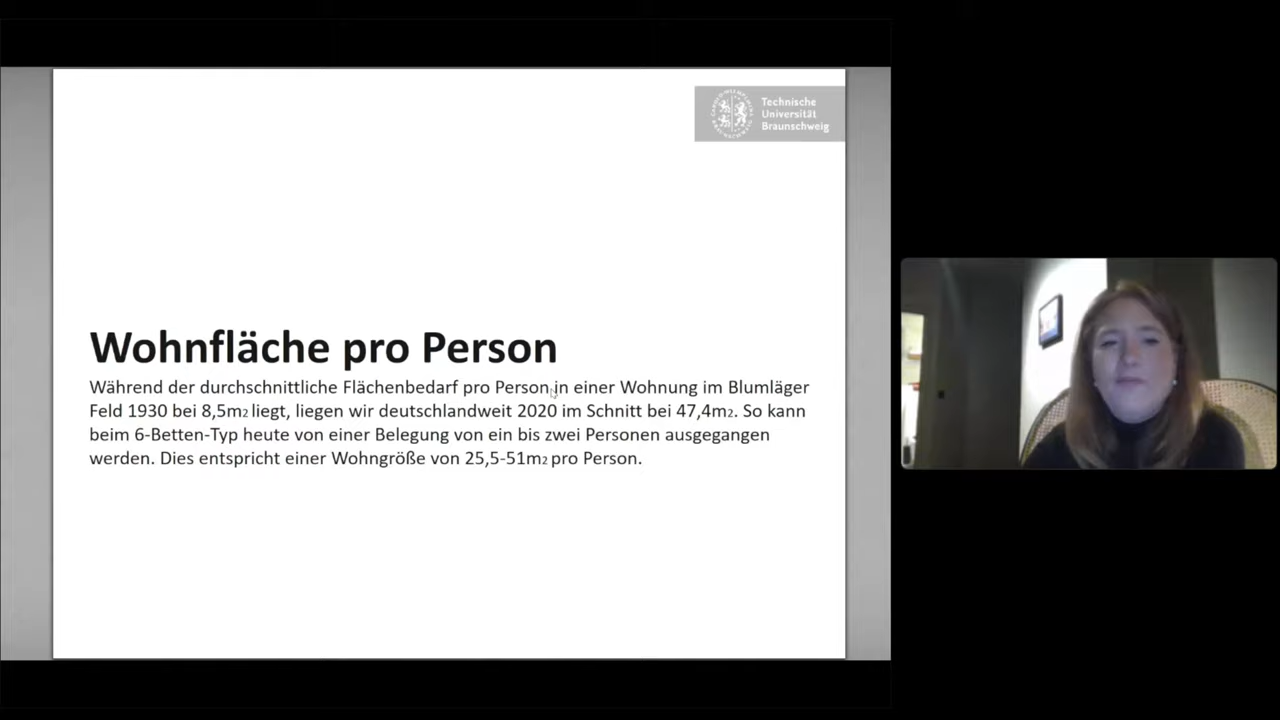 Technische
Universität
Braunschweig
Wohnfläche pro Person
Während der durchschnittliche Flächenbedarf pro Person in einer Wohnung im Blumläger
Feld 1930 bei 8,5m2 liegt, liegen wir deutschlandweit 2020 im Schnitt bei 47,4m2. So kann
beim 6-Betten-Typ heute von einer Belegung von ein bis zwei Personen ausgegangen
werden. Dies entspricht einer Wohngröße von 25,5-51m2 pro Person.